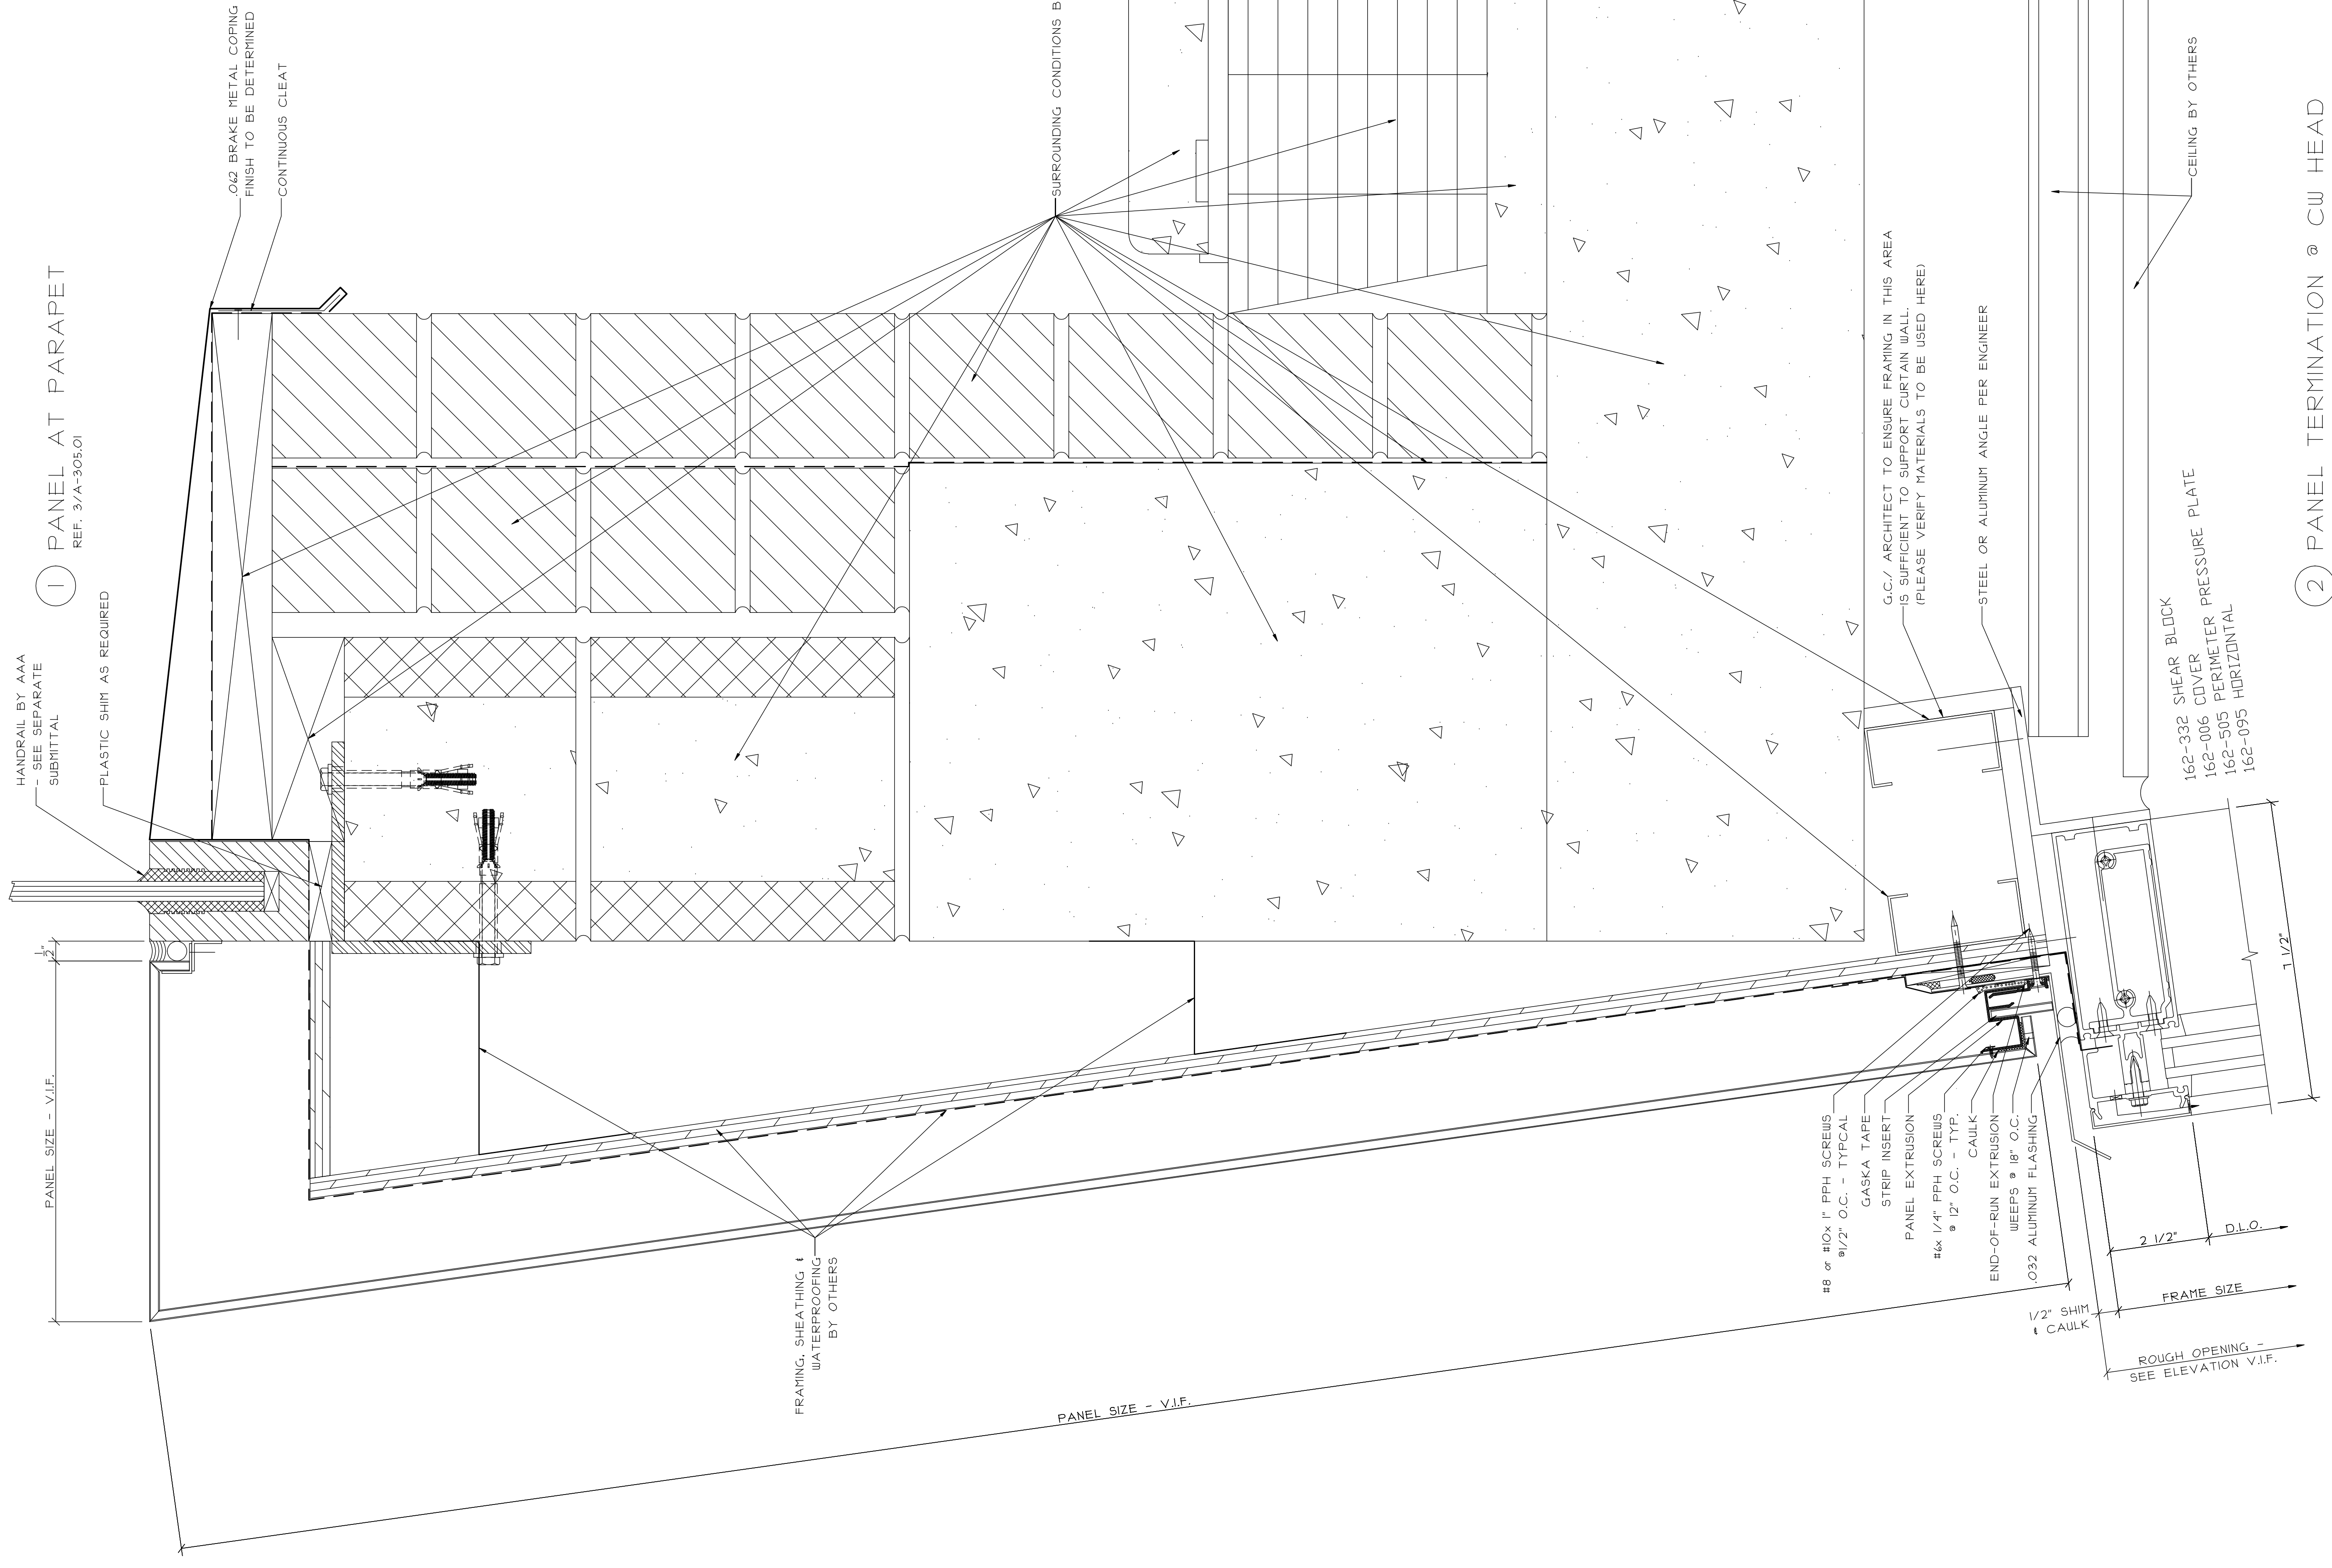 1 PANEL AT PARAPET
REF. 3/A-305.01
HANDRAIL BY AAA
- SEE SEPARATE
SUBMITTAL
PLASTIC SHIM AS REQUIRED
.062 BRAKE METAL COPING
FINISH TO BE DETERMINED
CONTINUOUS CLEAT
1/2"
PANEL SIZE - V.I.F.
SURROUNDING CONDITIONS B
FRAMING, SHEATHING &
WATERPROOFING
BY OTHERS
PANEL SIZE - V.I.F.
G.C./ ARCHITECT TO ENSURE FRAMING IN THIS AREA
IS SUFFICIENT TO SUPPORT CURTAIN WALL.
(PLEASE VERIFY MATERIALS TO BE USED HERE)
STEEL OR ALUMINUM ANGLE PER ENGINEER
CEILING BY OTHERS
#8 or #10x 1" PPH SCREWS
@1/2" O.C. - TYPCAL
GASKA TAPE
STRIP INSERT
PANEL EXTRUSION
#6x 1/4" PPH SCREWS
@ 12" O.C. - TYP.
CAULK
END-OF-RUN EXTRUSION
WEEPS @ 18" O.C.
.032 ALUMINUM FLASHING
162-332 SHEAR BLOCK
162-006 COVER
162-505 PERIMETER PRESSURE PLATE
162-095 HORIZONTAL
7 1/2"
2 1/2"
D.L.O.
1/2" SHIM
& CAULK
FRAME SIZE
ROUGH OPENING -
SEE ELEVATION V.I.F.
2 PANEL TERMINATION @ CW HEAD